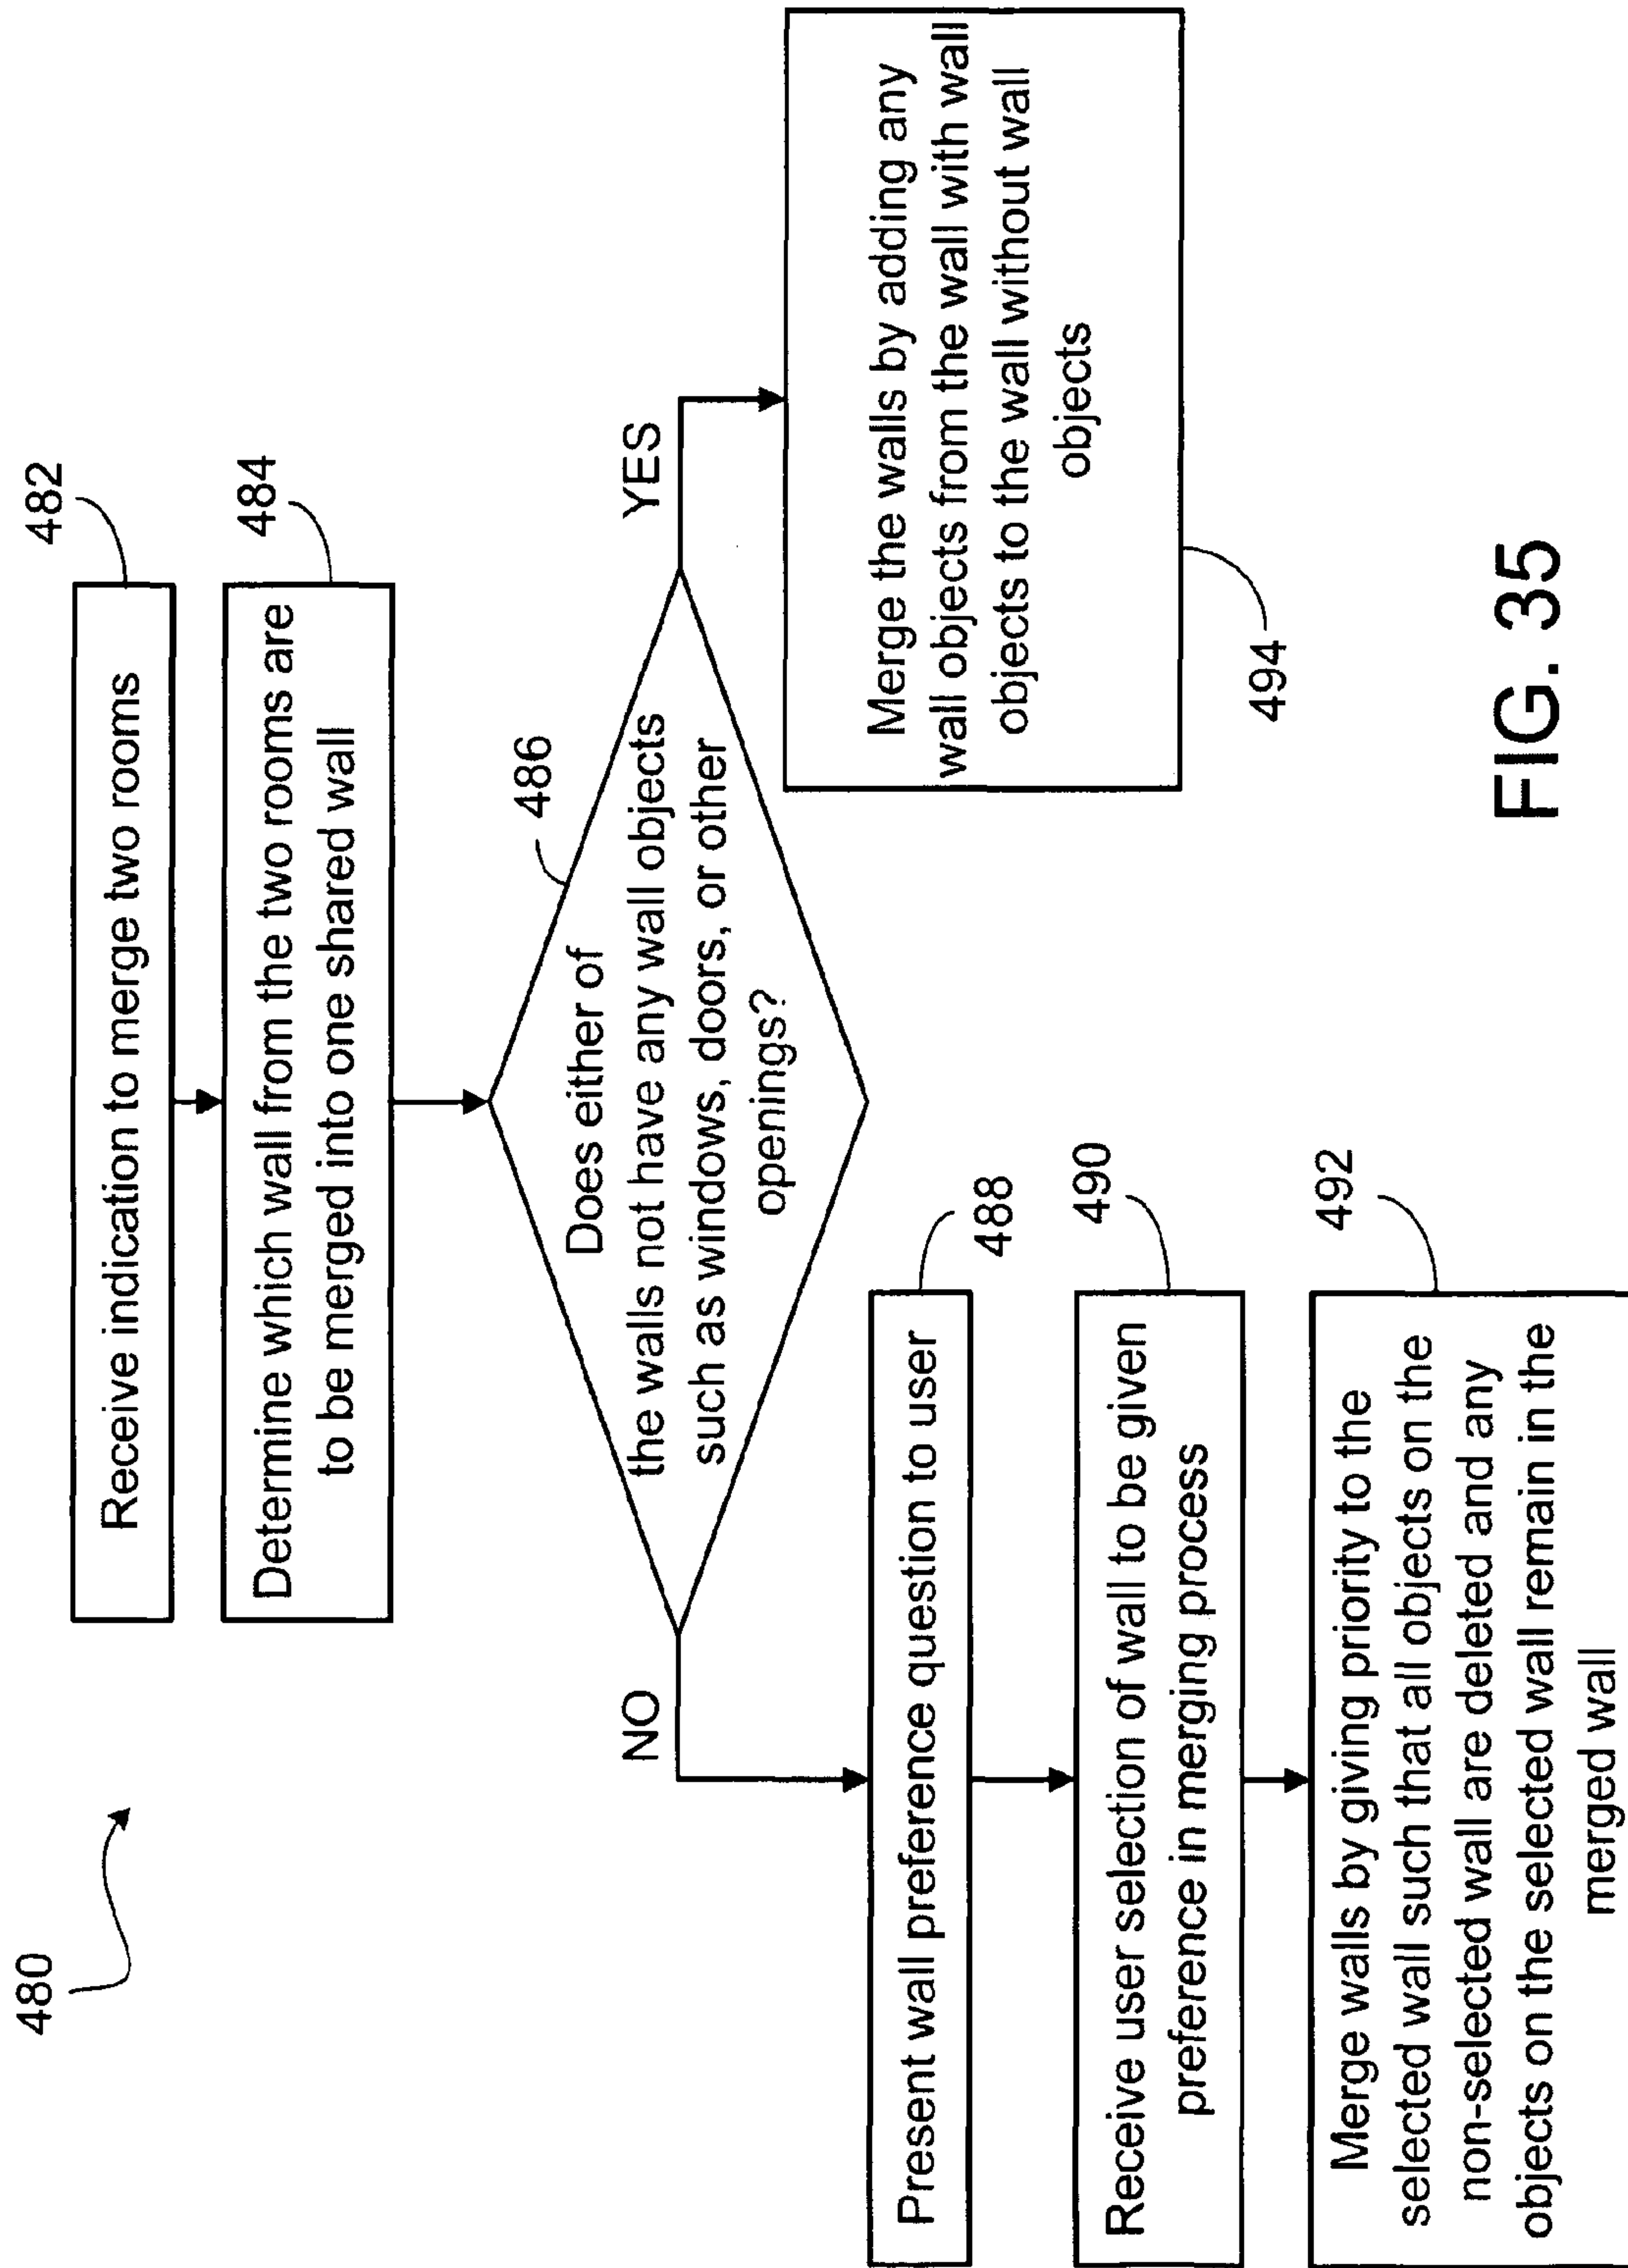 480
482
Receive indication to merge two rooms
484
Determine which wall from the two rooms are
to be merged into one shared wall
486
Does either of
the walls not have any wall objects
such as windows, doors, or other
openings?
NO
YES
488
Present wall preference question to user
490
Receive user selection of wall to be given
preference in merging process
492
Merge walls by giving priority to the
selected wall such that all objects on the
non-selected wall are deleted and any
objects on the selected wall remain in the
merged wall
Merge the walls by adding any
wall objects from the wall with wall
objects to the wall without wall
objects
494
FIG. 35